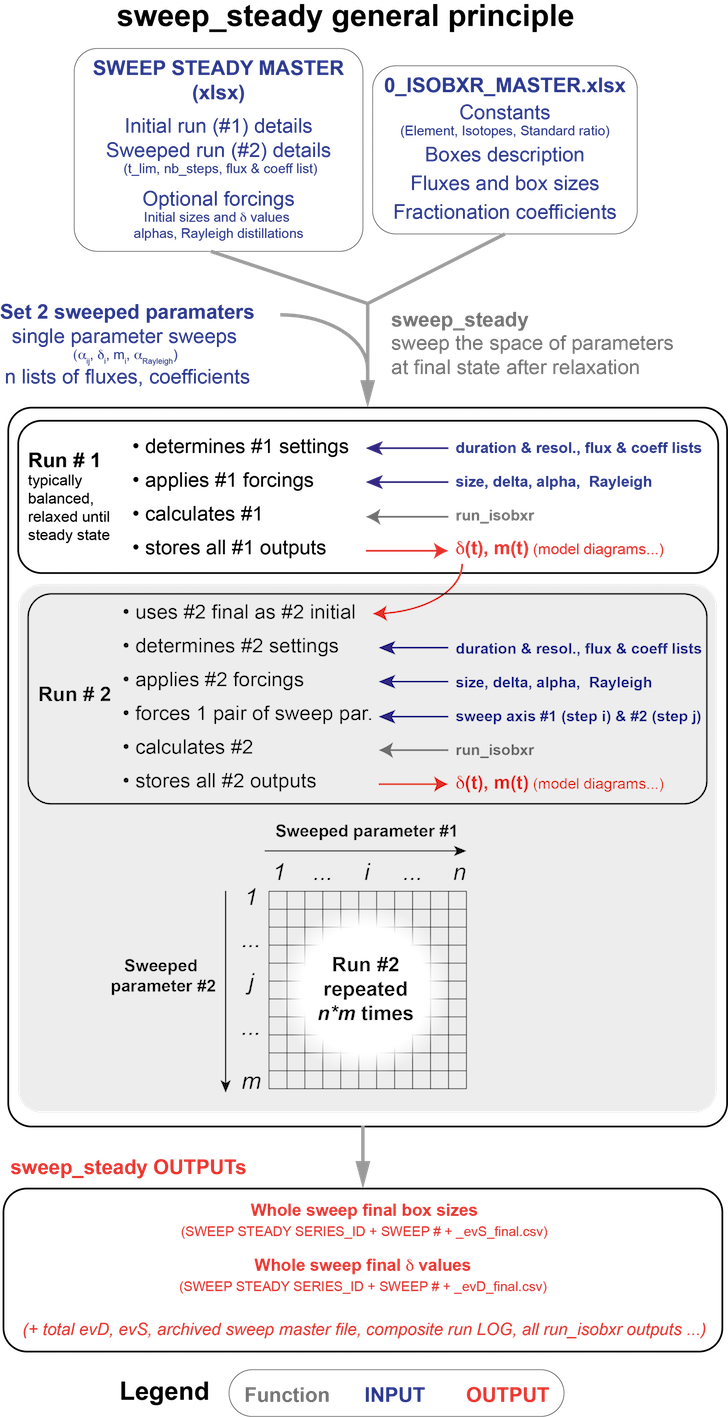 sweep_steady general principle
SWEEP STEADY MASTER
(xlsx)
Initial run (#1) details
Sweeped run (#2) details
(t_lim, nb_steps, flux & coeff list)
Optional forcings
Initial sizes and δ values
alphas, Rayleigh distillations
0_ISOBXR_MASTER.xlsx
Constants
(Element, Isotopes, Standard ratio)
Boxes description
Fluxes and box sizes
Fractionation coefficients
Set 2 sweeped paramaters
single parameter sweeps
(αij, δi, mi, αRayleigh)
n lists of fluxes, coefficients
sweep_steady
sweep the space of parameters
at final state after relaxation
Run # 1
typically
balanced,
relaxed until
steady state
• determines #1 settings
duration & resol., flux & coeff lists
• applies #1 forcings
size, delta, alpha, Rayleigh
• calculates #1
run_isobxr
• stores all #1 outputs
δ(t), m(t) (model diagrams...)
Run # 2
• uses #2 final as #2 initial
• determines #2 settings
duration & resol., flux & coeff lists
• applies #2 forcings
size, delta, alpha, Rayleigh
• forces 1 pair of sweep par.
sweep axis #1 (step i) & #2 (step j)
• calculates #2
run_isobxr
• stores all #2 outputs
δ(t), m(t) (model diagrams...)
Sweeped parameter #1
1 ... i ... n
Sweeped
parameter #2
1
...
j
...
m
Run #2
repeated
n*m times
sweep_steady OUTPUTs
Whole sweep final box sizes
(SWEEP STEADY SERIES_ID + SWEEP # + _evS_final.csv)
Whole sweep final δ values
(SWEEP STEADY SERIES_ID + SWEEP # + _evD_final.csv)
(+ total evD, evS, archived sweep master file, composite run LOG, all run_isobxr outputs ...)
Legend
Function INPUT OUTPUT